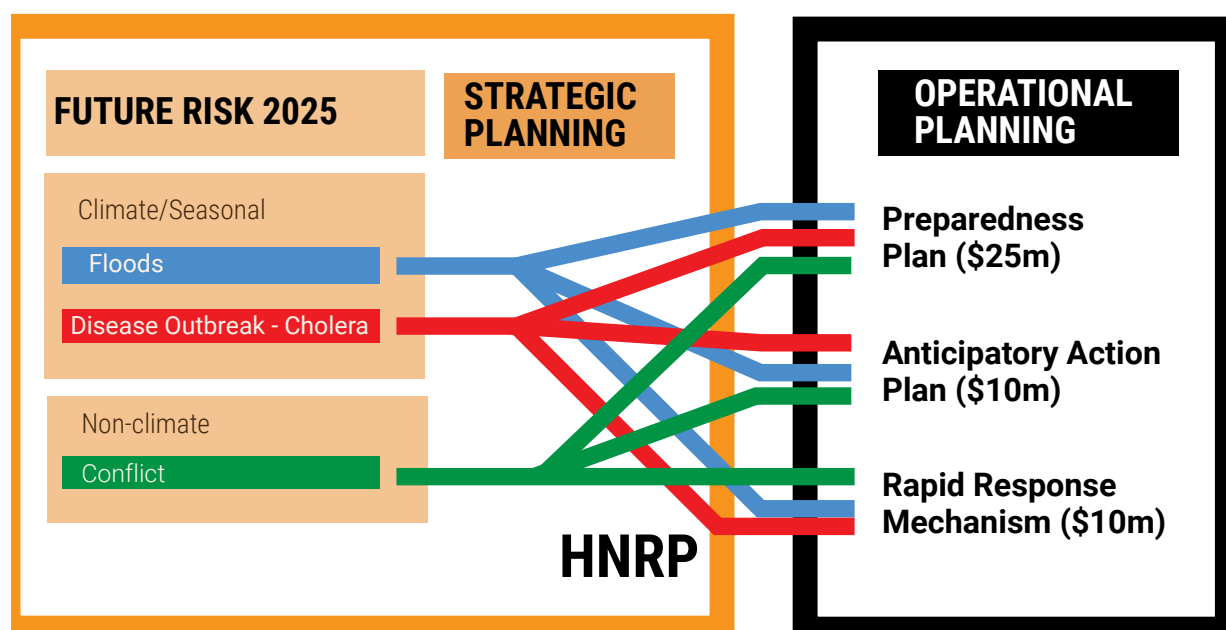 FUTURE RISK 2025
STRATEGIC
PLANNING
Climate/Seasonal
Floods
Disease Outbreak - Cholera
Non-climate
Conflict
HNRP
OPERATIONAL
PLANNING
Preparedness
Plan ($25m)
Anticipatory Action
Plan ($10m)
Rapid Response
Mechanism ($10m)